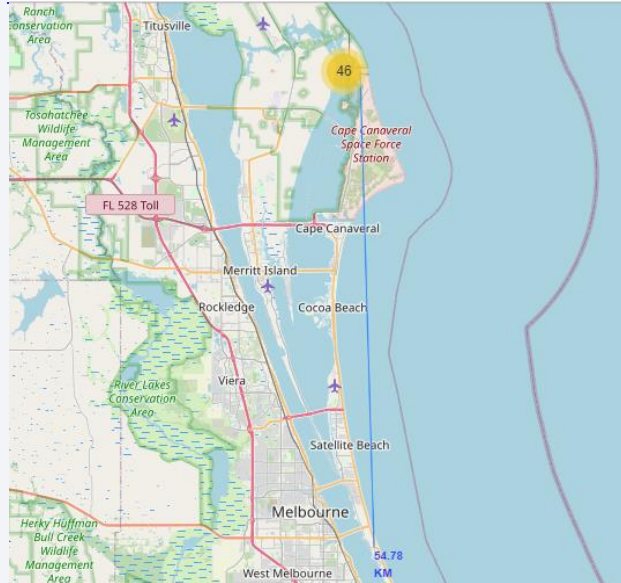 Ranch
Conservation
Area
Titusville
46
Tosohatchee
Wildlife
Management
Area
Cape Canaveral
Space Force
Station
FL 528 Toll
Cape Canaveral
Merritt Island
Rockledge
Cocoa Beach
River Lakes
Conservation
Area
Viera
Satellite Beach
Melbourne
Herky Huffman
Bull Creek
Wildlife
Management
Area
54.78
KM
West Melbourne